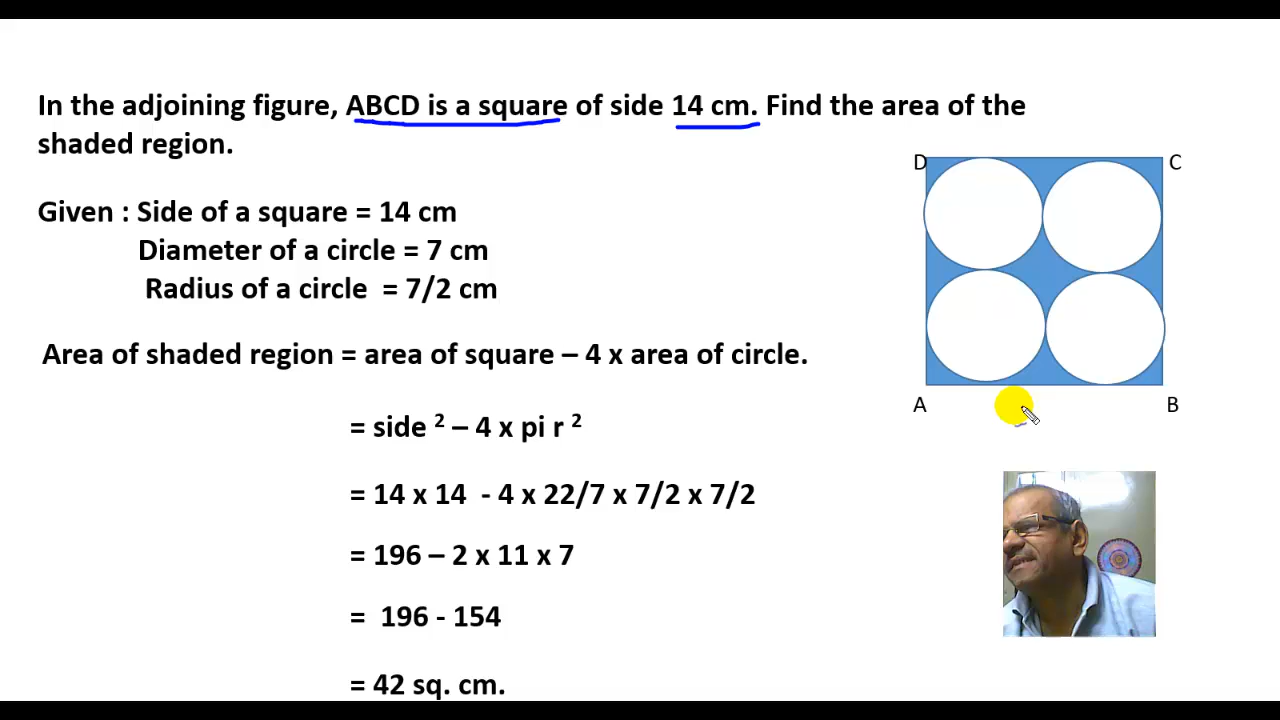 In the adjoining figure, ABCD is a square of side 14 cm. Find the area of the
shaded region.
D
C
Given : Side of a square = 14 cm
Diameter of a circle = 7 cm
Radius of a circle = 7/2 cm
Area of shaded region = area of square – 4 x area of circle.
A
B
= side ² – 4 x pi r ²
= 14 x 14 - 4 x 22/7 x 7/2 x 7/2
= 196 – 2 x 11 x 7
= 196 - 154
= 42 sq. cm.